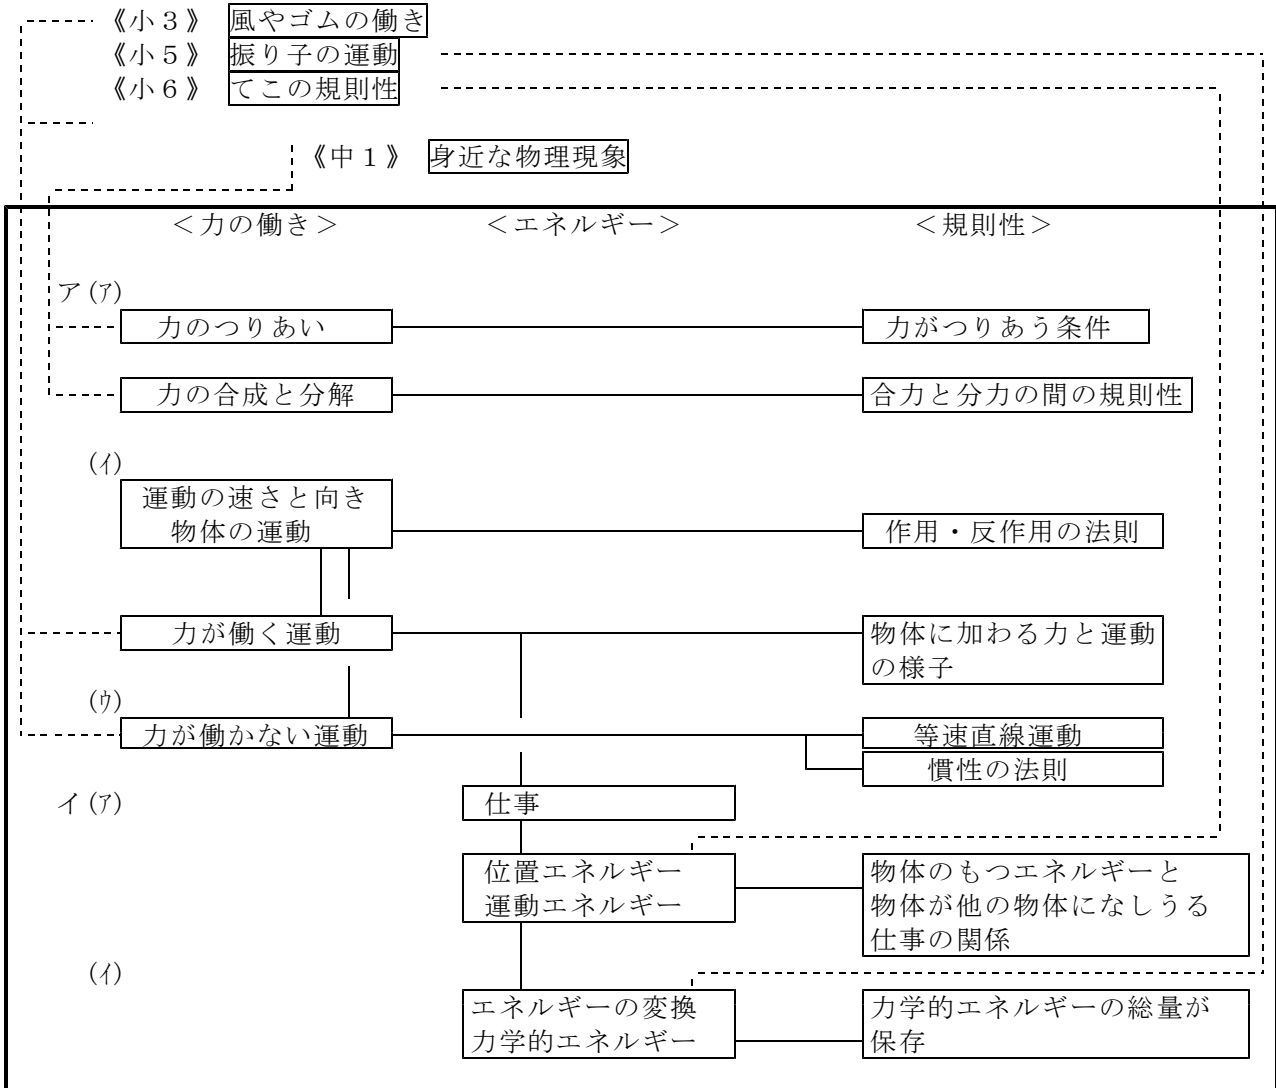 《小３》 風やゴムの働き
《小５》 振り子の運動
《小６》 てこの規則性
《中１》 身近な物理現象
＜力の働き＞ ＜エネルギー＞ ＜規則性＞
ア(ｱ)
力のつりあい 力がつりあう条件
力の合成と分解 合力と分力の間の規則性
(ｲ)
運動の速さと向き
物体の運動 作用・反作用の法則
力が働く運動 物体に加わる力と運動
の様子
(ｳ)
力が働かない運動 等速直線運動
慣性の法則
イ(ｱ) 仕事
位置エネルギー 物体のもつエネルギーと
運動エネルギー 物体が他の物体になしうる
仕事の関係
(ｲ)
エネルギーの変換 力学的エネルギーの総量が
力学的エネルギー 保存